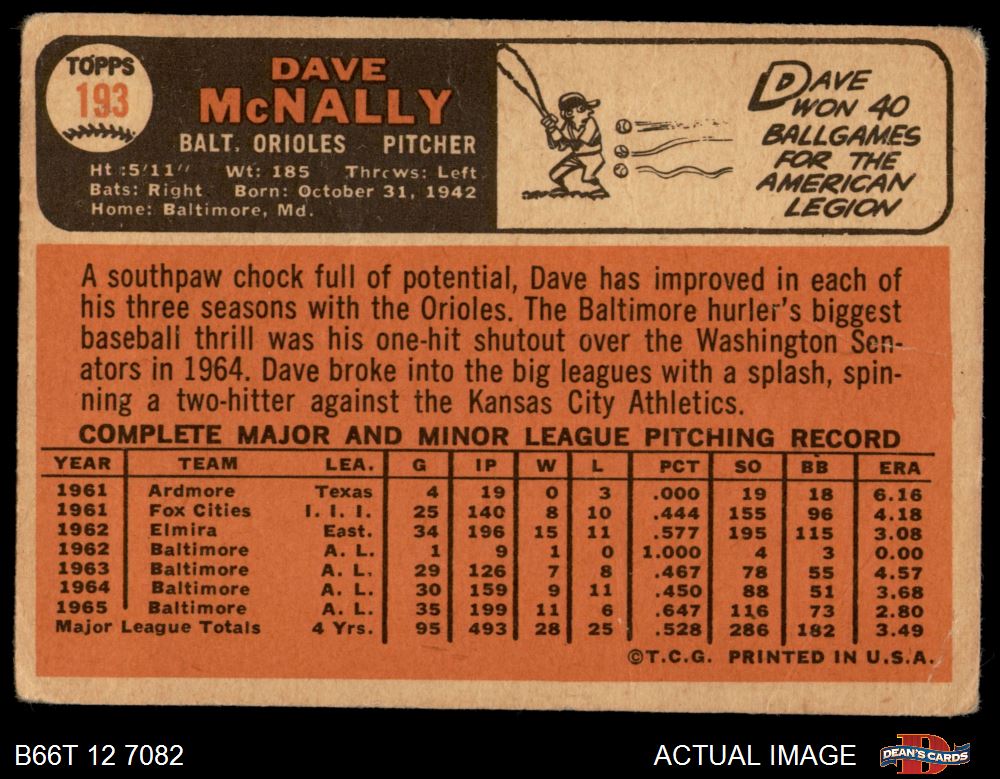 TOPPS
193
DAVE
McNALLY
BALT. ORIOLES PITCHER
Ht :5'11" Wt: 185 Throws: Left
Bats: Right Born: October 31, 1942
Home: Baltimore, Md.
DAVE
WON 40
BALLGAMES
FOR THE
AMERICAN
LEGION
A southpaw chock full of potential, Dave has improved in each of
his three seasons with the Orioles. The Baltimore hurler's biggest
baseball thrill was his one-hit shutout over the Washington Sen-
ators in 1964. Dave broke into the big leagues with a splash, spin-
ning a two-hitter against the Kansas City Athletics.
COMPLETE MAJOR AND MINOR LEAGUE PITCHING RECORD
YEAR TEAM LEA. G IP W L PCT SO BB ERA
1961 Ardmore Texas 4 19 0 3 .000 19 18 6.16
1961 Fox Cities I. I. I. 25 140 8 10 .444 155 96 4.18
1962 Elmira East. 34 196 15 11 .577 195 115 3.08
1962 Baltimore A. L. 1 9 1 0 1.000 4 3 0.00
1963 Baltimore A. L. 29 126 7 8 .467 78 55 4.57
1964 Baltimore A. L. 30 159 9 11 .450 88 51 3.68
1965 Baltimore A. L. 35 199 11 6 .647 116 73 2.80
Major League Totals 4 Yrs. 95 493 28 25 .528 286 182 3.49
©T.C.G. PRINTED IN U.S.A.
B66T 12 7082
ACTUAL IMAGE
DEAN'S CARDS